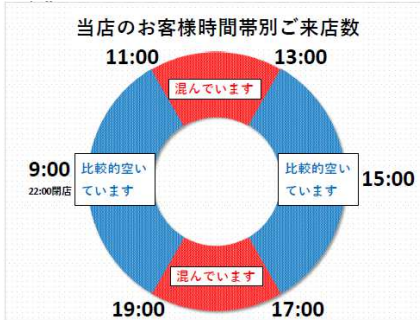 当店のお客様時間帯別ご来店数
11:00
13:00
混んでいます
9:00
22:00閉店
比較的空い
ています
比較的空い
ています
15:00
混んでいます
19:00
17:00